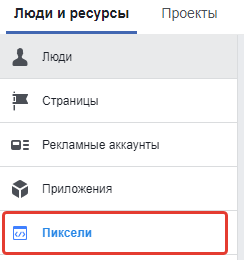 Люди и ресурсы Проекты
Люди
Страницы
Рекламные аккаунты
Приложения
Пиксели